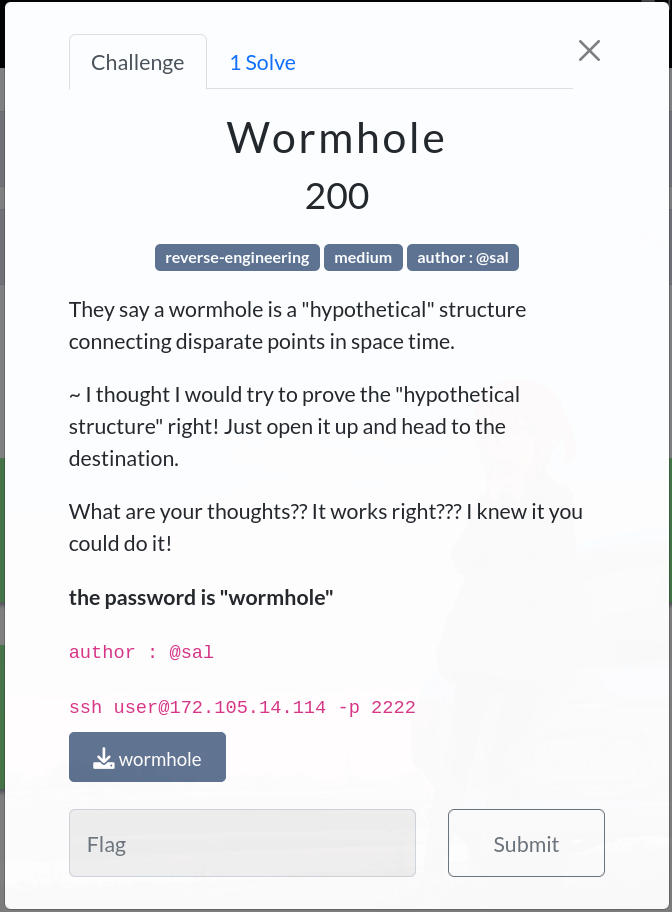 Challenge
1 Solve
Wormhole
200
reverse-engineering
medium
author : @sal
They say a wormhole is a "hypothetical" structure
connecting disparate points in space time.
~ I thought I would try to prove the "hypothetical
structure" right! Just open it up and head to the
destination.
What are your thoughts?? It works right??? I knew it you
could do it!
the password is "wormhole"
author : @sal
ssh user@172.105.14.114 -p 2222
wormhole
Flag
Submit